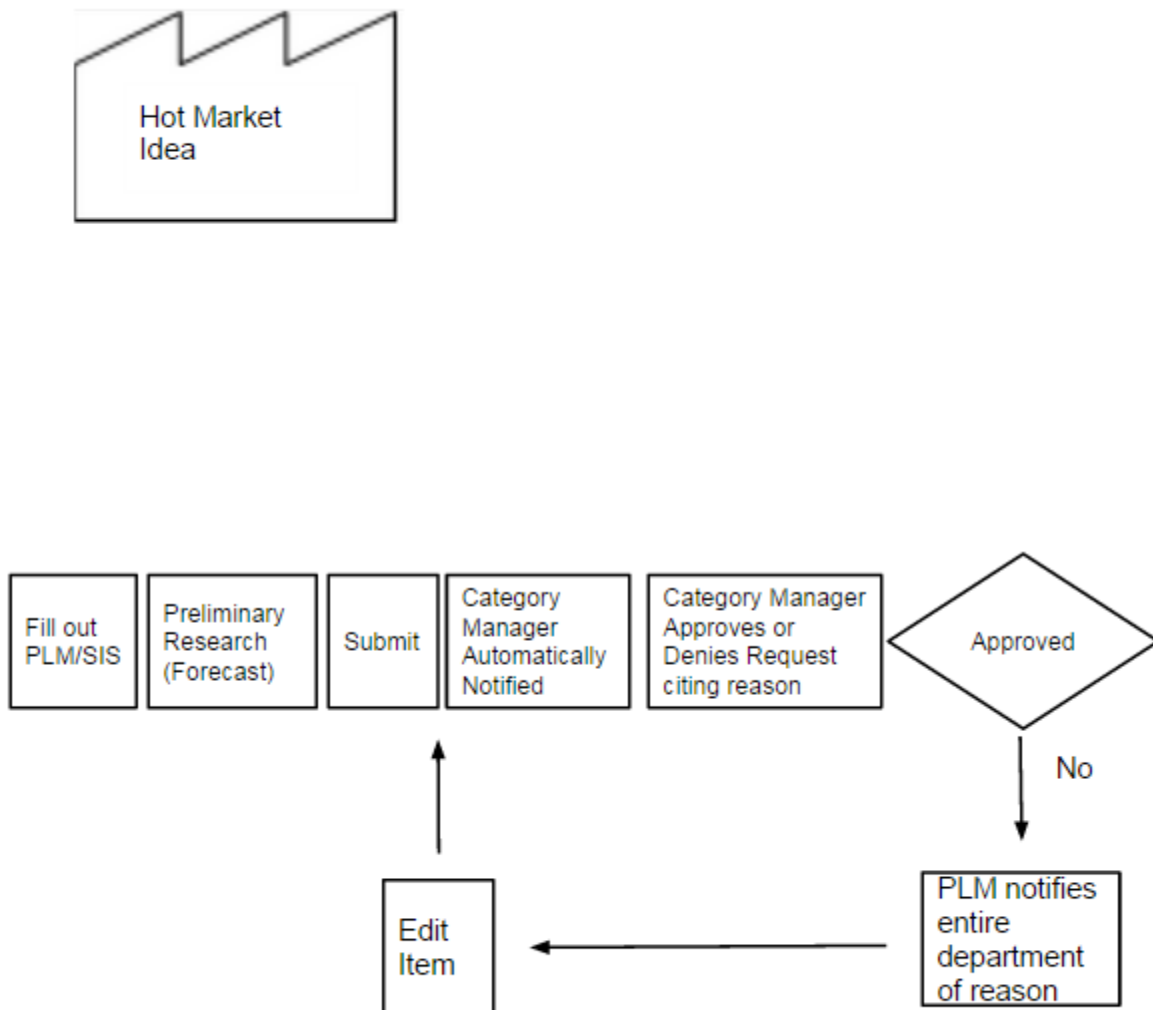 Hot Market
Idea
Fill out
PLM/SIS
Preliminary
Research
(Forecast)
Submit
Category
Manager
Automatically
Notified
Category Manager
Approves or
Denies Request
citing reason
Approved
No
PLM notifies
entire
department
of reason
Edit
Item